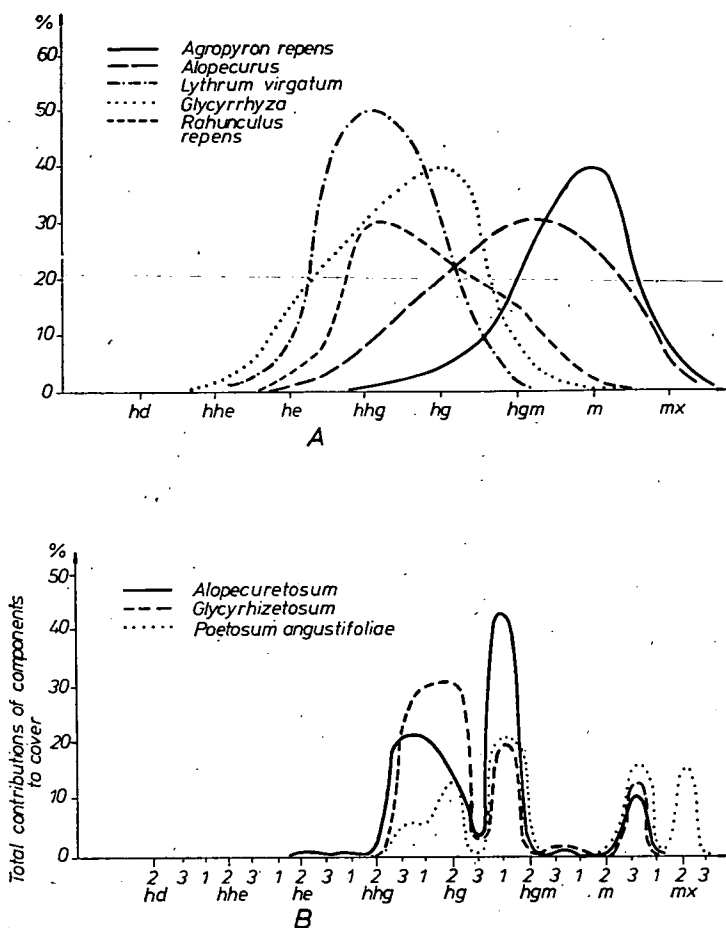 %
60
50
40
30
20
10
0
Agropyron repens
Alopecurus
Lythrum virgatum
Glycyrrhyza
Rahunculus
repens
hd hhe he hhg hg hgm m mx
A
%
50
40
30
20
10
0
Total contributions of components
to cover
Alopecuretosum
Glycyrhizetosum
Poetosum angustifoliae
2 3 1 2 3 1 2 3 1 2 3 1 2 3 1 2 3 1 2 3 1 2 3
hd hhe he hhg hg hgm m mx
B